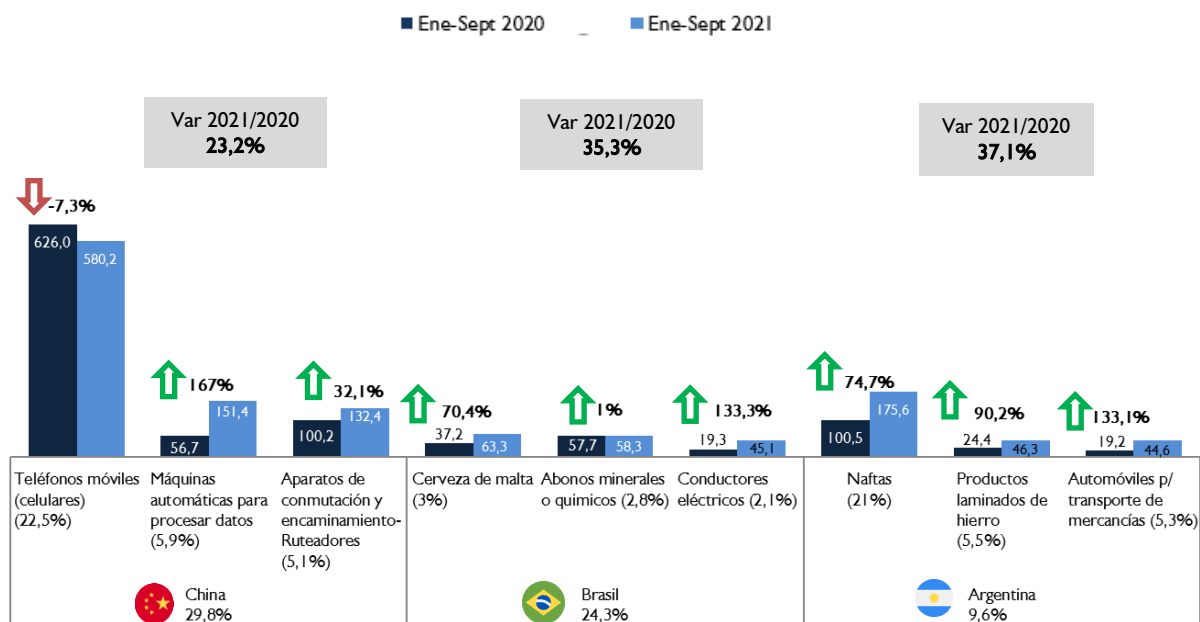 Ene-Sept 2020
Ene-Sept 2021
Var 2021/2020
23,2%
Var 2021/2020
35,3%
Var 2021/2020
37,1%
-7,3%
626,0
580,2
167%
56,7
151,4
32,1%
100,2
132,4
70,4%
37,2
63,3
1%
57,7
58,3
133,3%
19,3
45,1
74,7%
100,5
175,6
90,2%
24,4
46,3
133,1%
19,2
44,6
Teléfonos móviles
(celulares)
(22,5%)
Máquinas
automáticas para
procesar datos
(5,9%)
Aparatos de
conmutación y
encaminamiento-
Ruteadores
(5,1%)
Cerveza de malta
(3%)
Abonos minerales
o quimicos (2,8%)
Conductores
eléctricos (2,1%)
Naftas
(21%)
Productos
laminados de
hierro
(5,5%)
Automóviles p/
transporte de
mercancías (5,3%)
China
29,8%
Brasil
24,3%
Argentina
9,6%